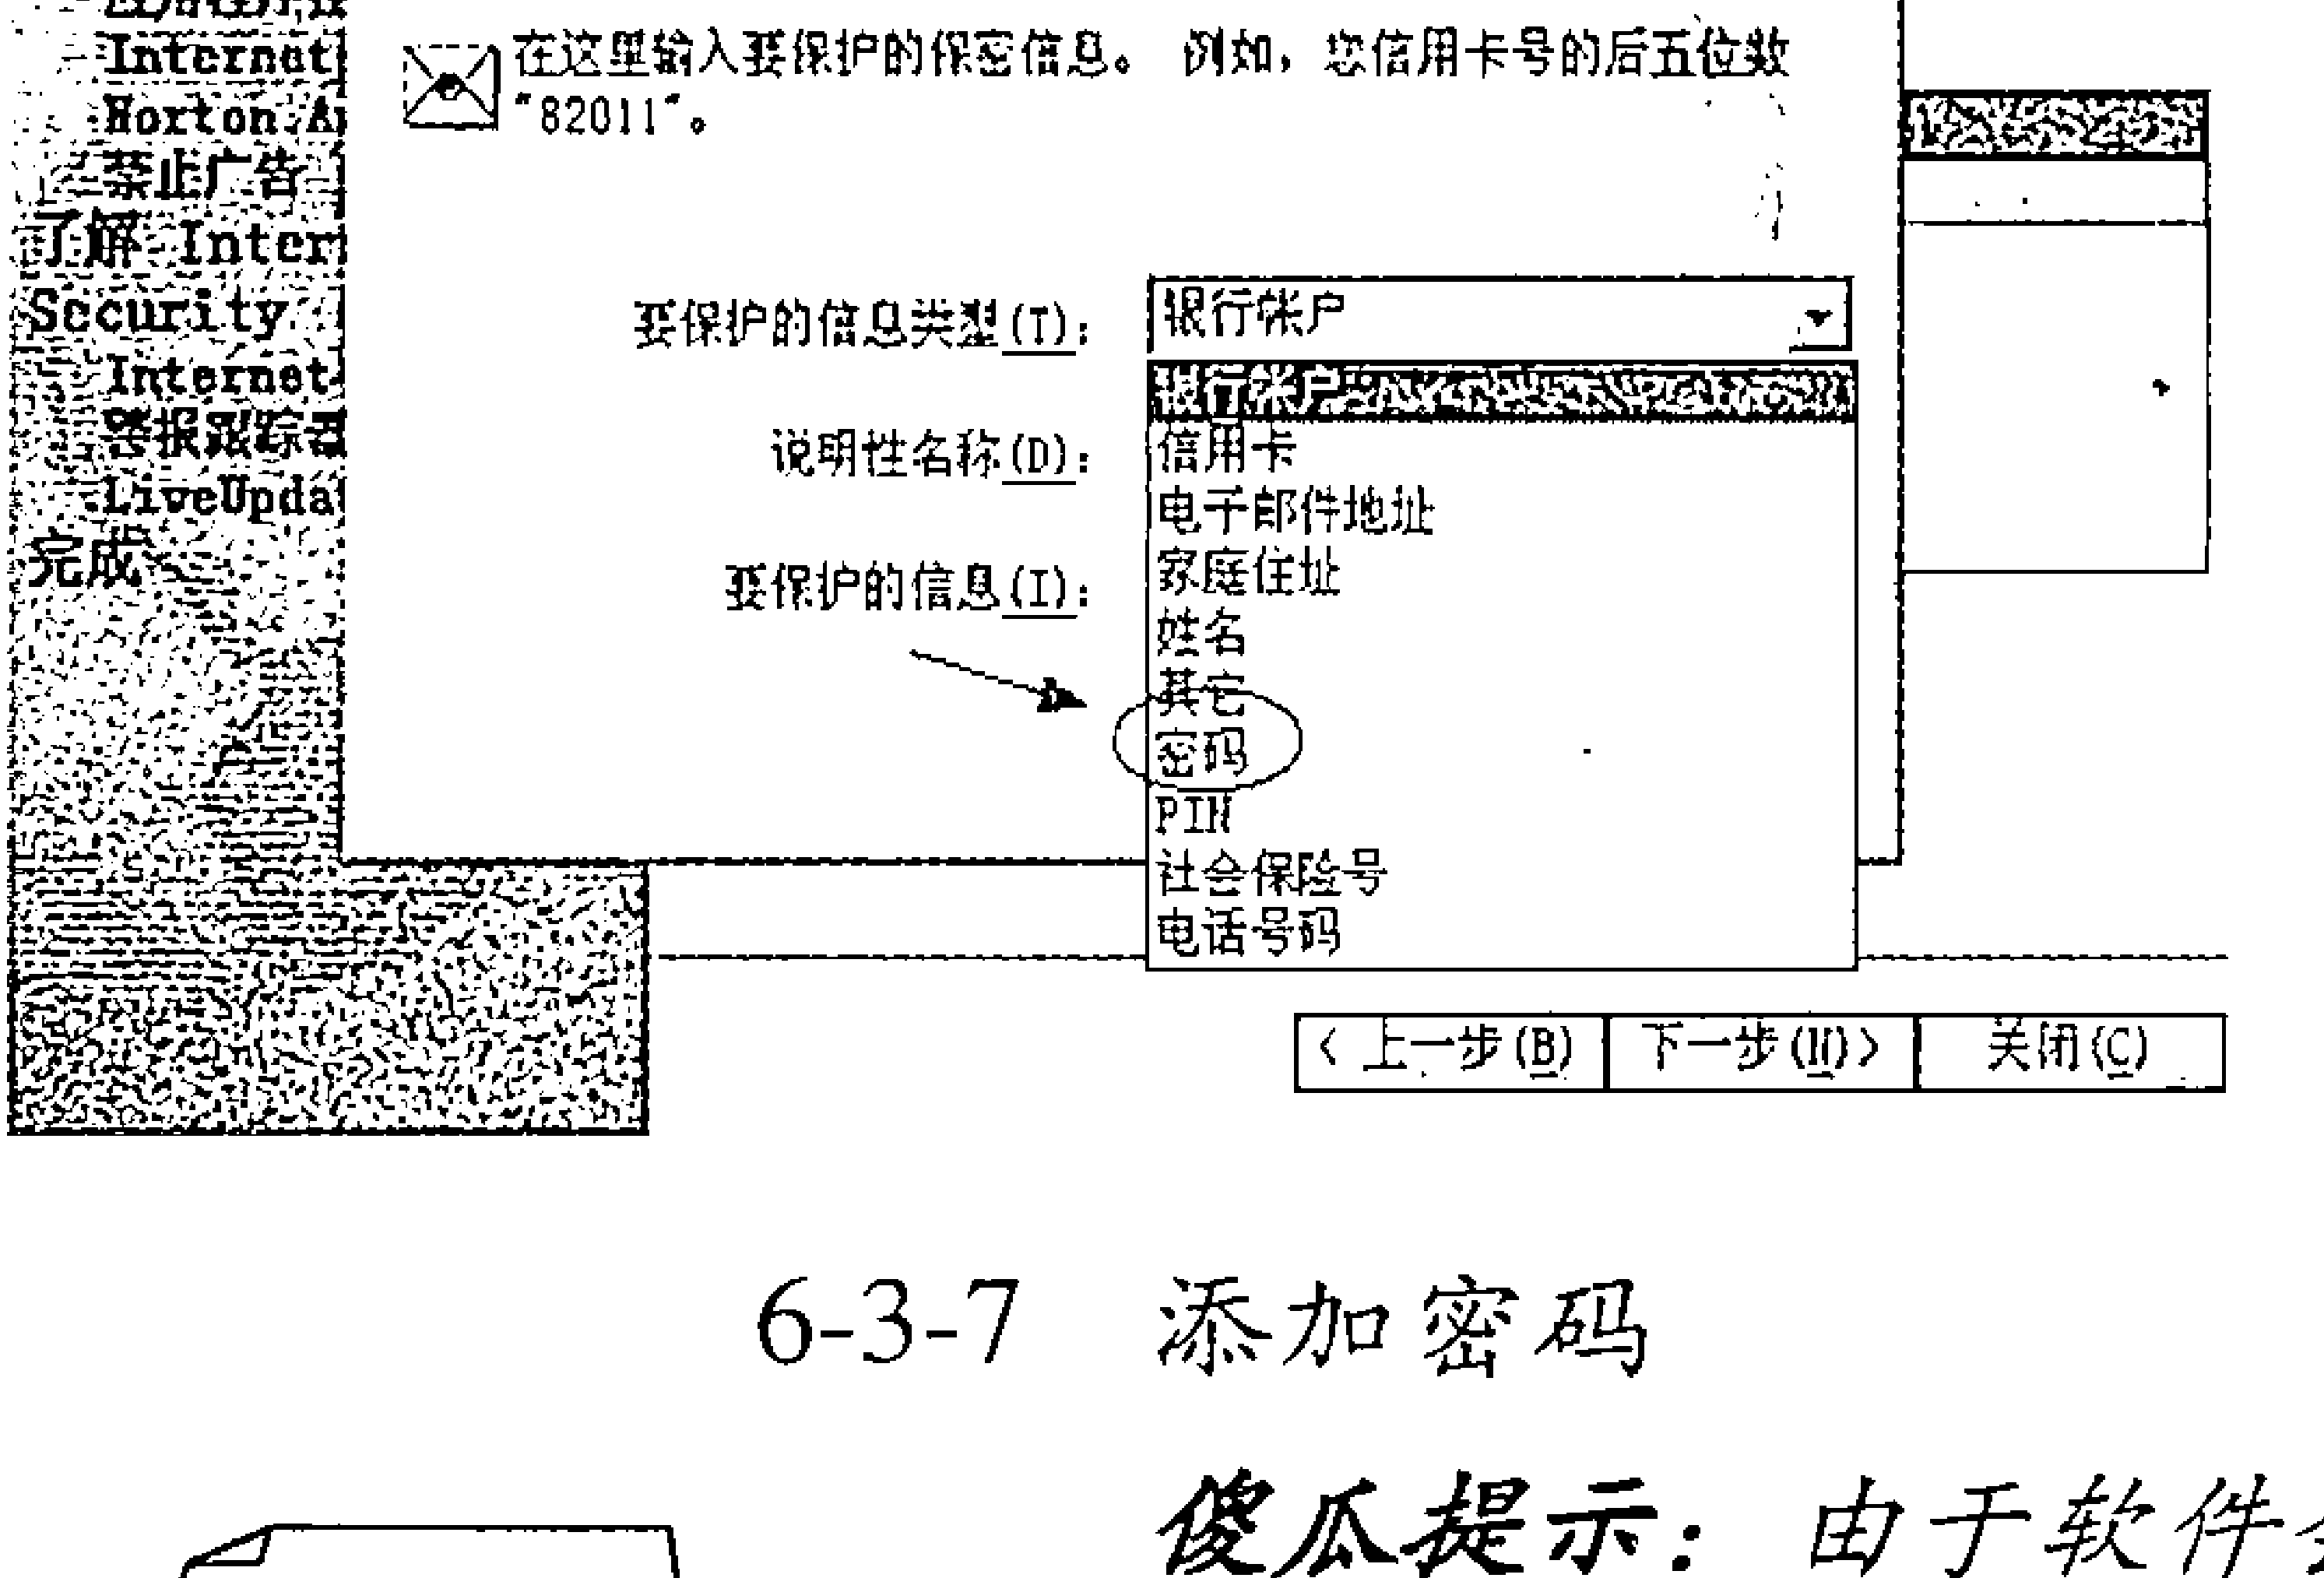 Internet
Norton A
禁止广告
了解 Inter
Security
Internet
警报跟踪器
LiveUpdat
完成
在这里输入要保护的保密信息。 例如，您信用卡号的后五位数
"82011"。
要保护的信息类型(T)：
银行帐户
说明性名称(D)：
要保护的信息(I)：
银行帐户
信用卡
电子邮件地址
家庭住址
姓名
其它
密码
PIN
社会保险号
电话号码
< 上一步(B)
下一步(N)>
关闭(C)
6-3-7 添加密码
傻瓜提示：由于软件